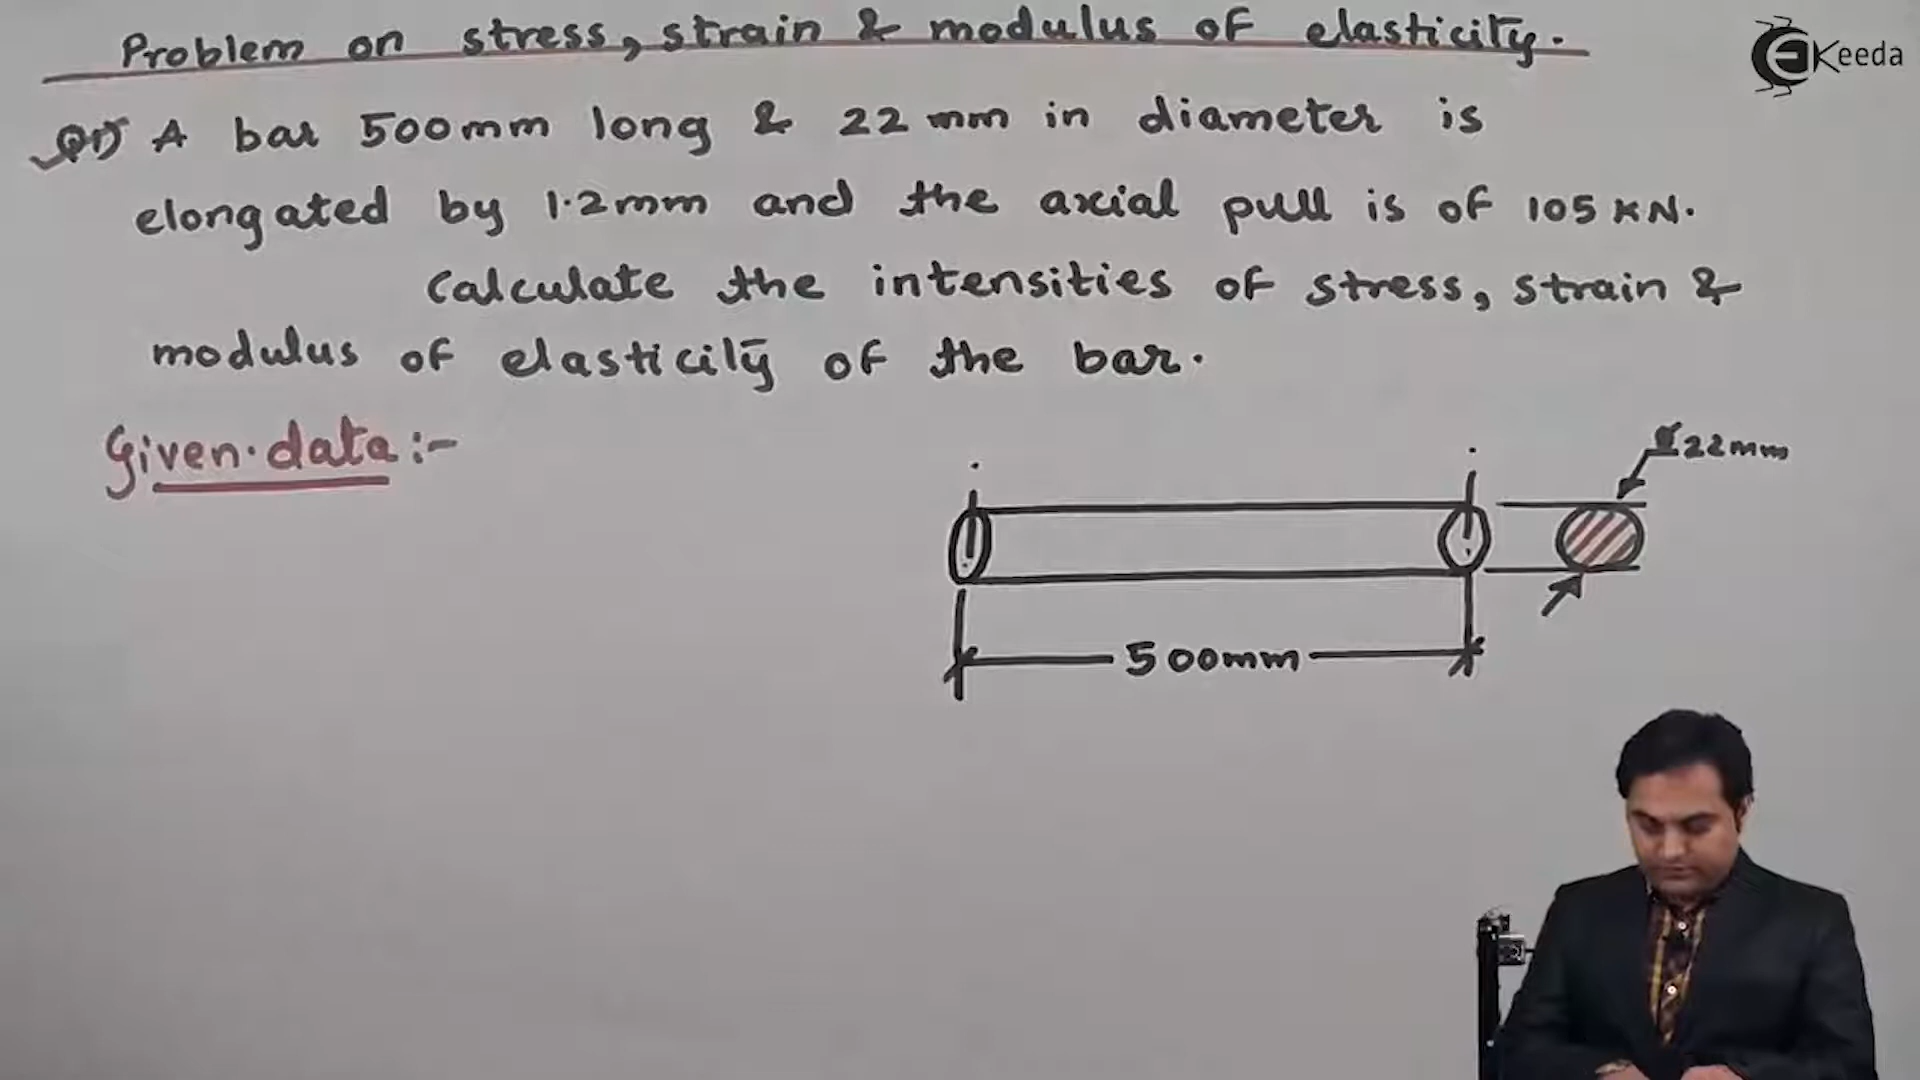 Problem on stress, strain & modulus of elasticity.
EKeeda
Q1) A bar 500mm long & 22 mm in diameter is
elongated by 1.2mm and the axial pull is of 105 KN.
Calculate the intensities of stress, strain &
modulus of elasticity of the bar.
Given data:-
Ø22mm
500mm